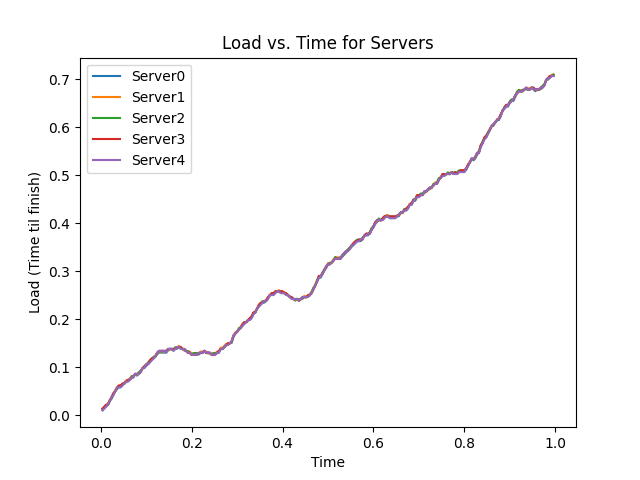 Load vs. Time for Servers
Server0
Server1
Server2
Server3
Server4
Load (Time til finish)
0.7
0.6
0.5
0.4
0.3
0.2
0.1
0.0
0.0 0.2 0.4 0.6 0.8 1.0
Time